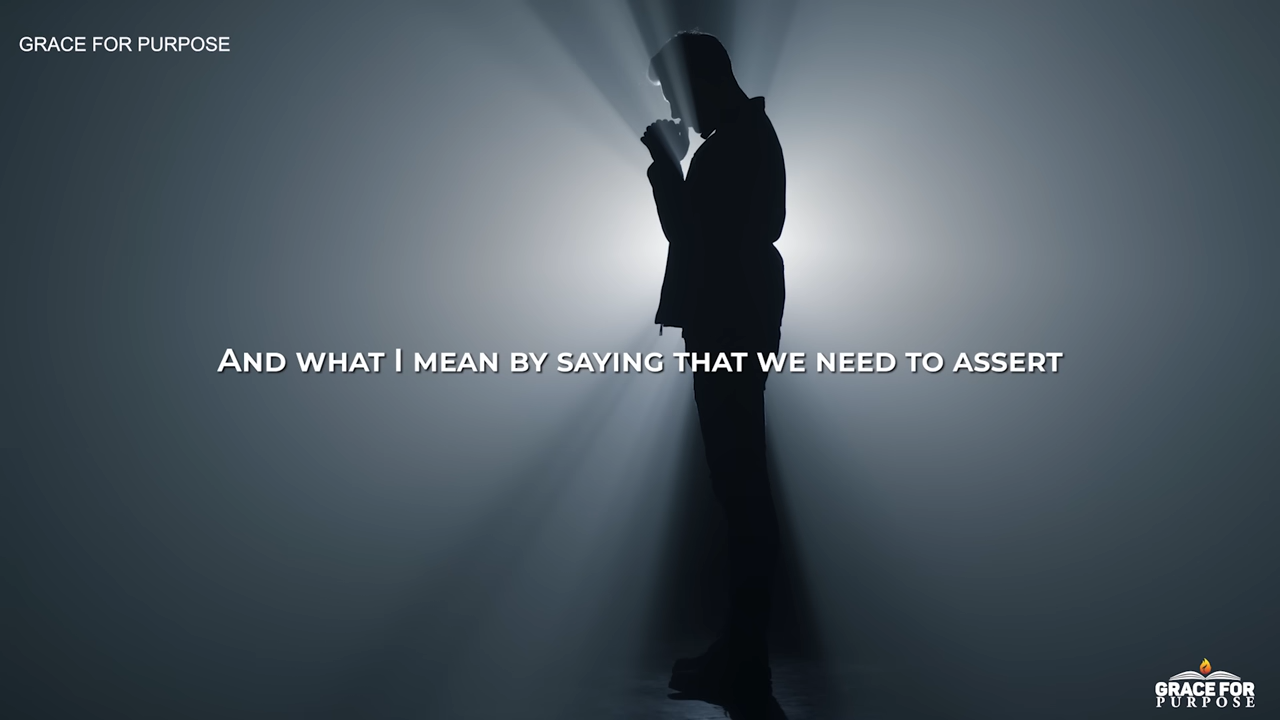 GRACE FOR PURPOSE
And what I mean by saying that we need to assert
GRACE FOR
PURPOSE